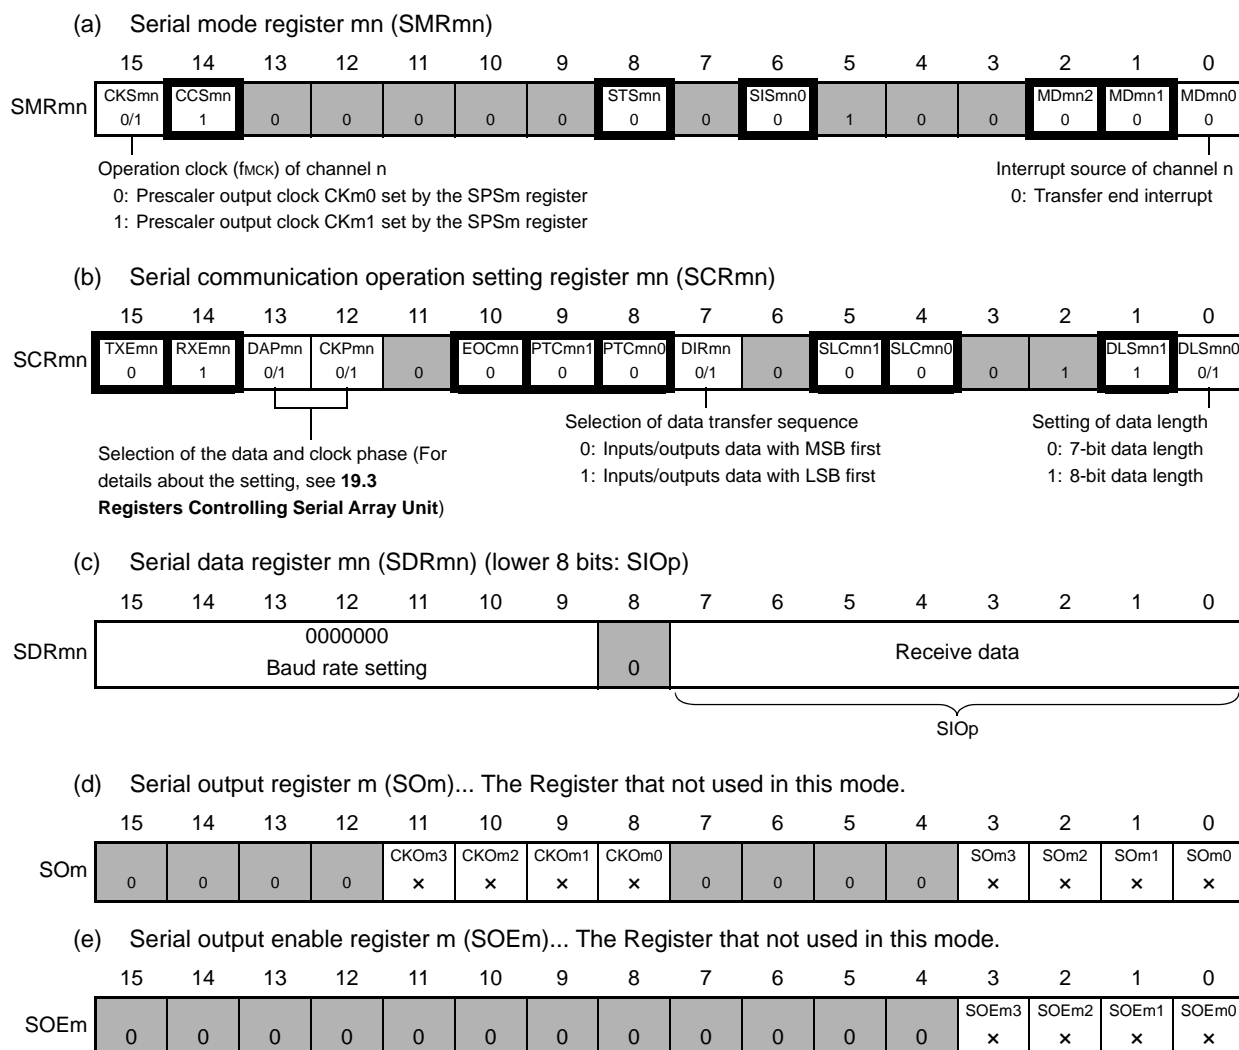 (a) Serial mode register mn (SMRmn)
15 14 13 12 11 10 9 8 7 6 5 4 3 2 1 0
SMRmn
CKSmn CCSmn STSmn SISmn0 MDmn2 MDmn1 MDmn0
0/1 1 0 0 0 0 0 0 0 0 1 0 0 0 0 0
Operation clock (fMCK) of channel n
0: Prescaler output clock CKm0 set by the SPSm register
1: Prescaler output clock CKm1 set by the SPSm register
Interrupt source of channel n
0: Transfer end interrupt
(b) Serial communication operation setting register mn (SCRmn)
15 14 13 12 11 10 9 8 7 6 5 4 3 2 1 0
SCRmn
TXEmn RXEmn DAPmn CKPmn EOCmn PTCmn1 PTCmn0 DIRmn SLCmn1 SLCmn0 DLSmn1 DLSmn0
0 1 0/1 0/1 0 0 0 0 0/1 0 0 0 0 1 1 0/1
Selection of the data and clock phase (For
details about the setting, see 19.3
Registers Controlling Serial Array Unit)
Selection of data transfer sequence
0: Inputs/outputs data with MSB first
1: Inputs/outputs data with LSB first
Setting of data length
0: 7-bit data length
1: 8-bit data length
(c) Serial data register mn (SDRmn) (lower 8 bits: SIOp)
15 14 13 12 11 10 9 8 7 6 5 4 3 2 1 0
SDRmn
0000000
Baud rate setting
0
Receive data
SIOp
(d) Serial output register m (SOm)... The Register that not used in this mode.
15 14 13 12 11 10 9 8 7 6 5 4 3 2 1 0
SOm
CKOm3 CKOm2 CKOm1 CKOm0 SOm3 SOm2 SOm1 SOm0
0 0 0 0 × × × × 0 0 0 0 × × × ×
(e) Serial output enable register m (SOEm)... The Register that not used in this mode.
15 14 13 12 11 10 9 8 7 6 5 4 3 2 1 0
SOEm
SOEm3 SOEm2 SOEm1 SOEm0
0 0 0 0 0 0 0 0 0 0 0 0 × × × ×